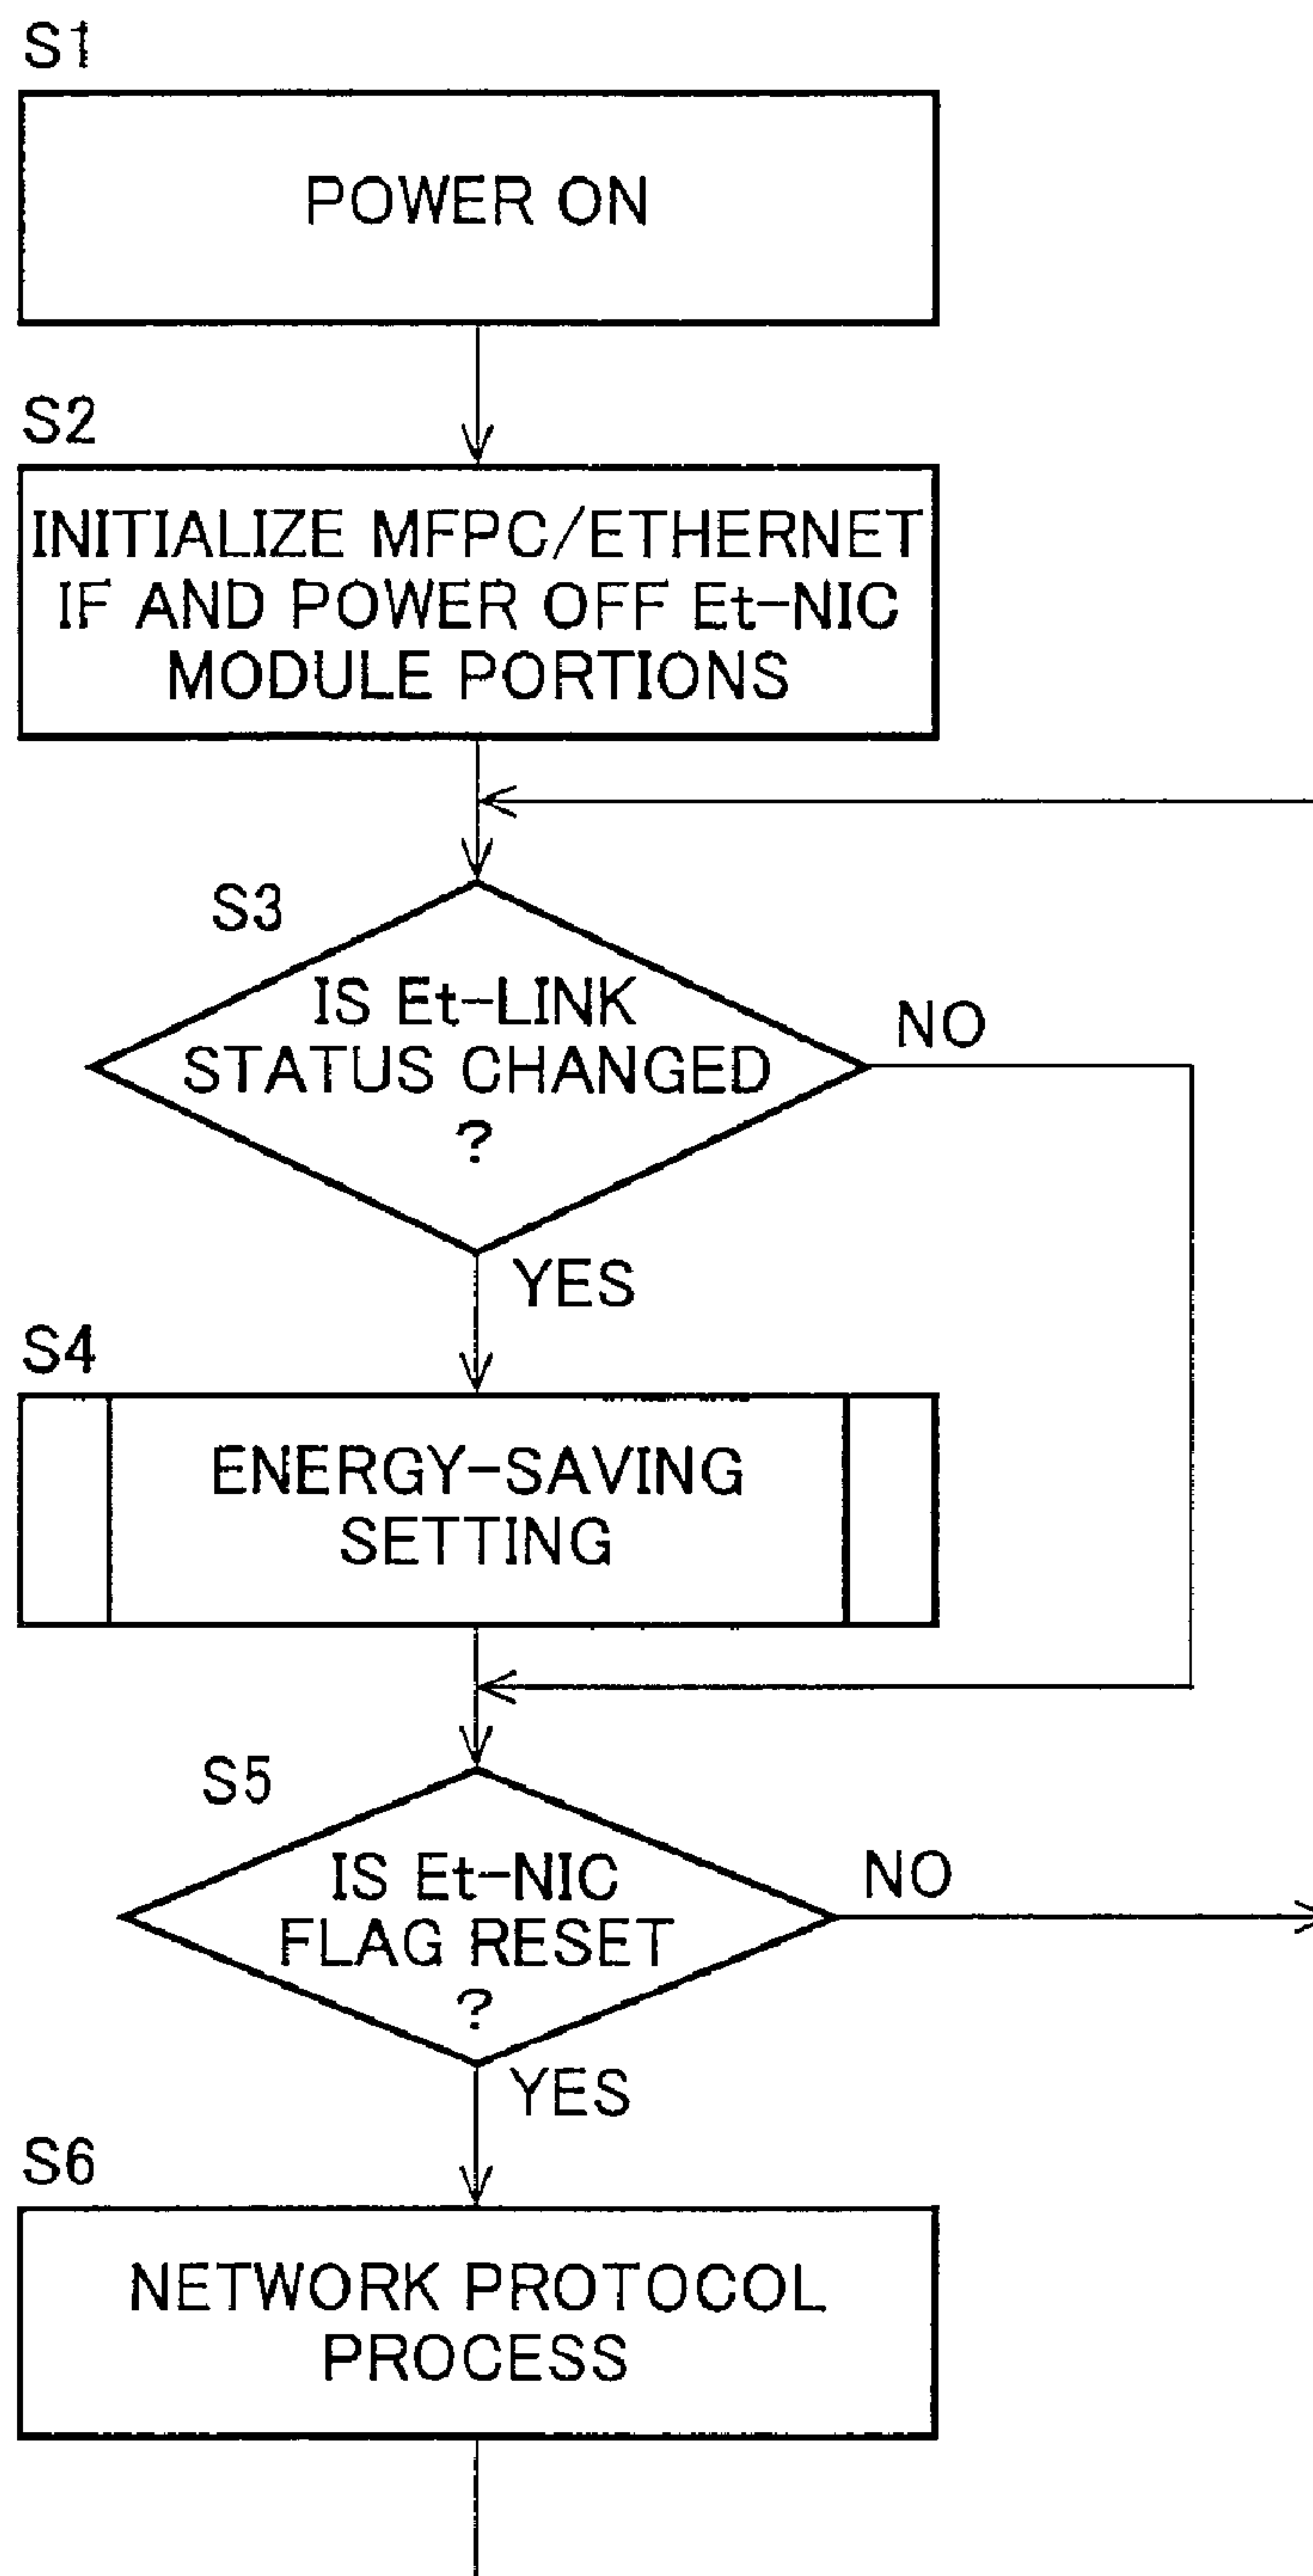 S1
POWER ON
S2
INITIALIZE MFPC/ETHERNET
IF AND POWER OFF Et-NIC
MODULE PORTIONS
S3
IS Et-LINK
STATUS CHANGED
?
NO
YES
S4
ENERGY-SAVING
SETTING
S5
IS Et-NIC
FLAG RESET
?
NO
YES
S6
NETWORK PROTOCOL
PROCESS